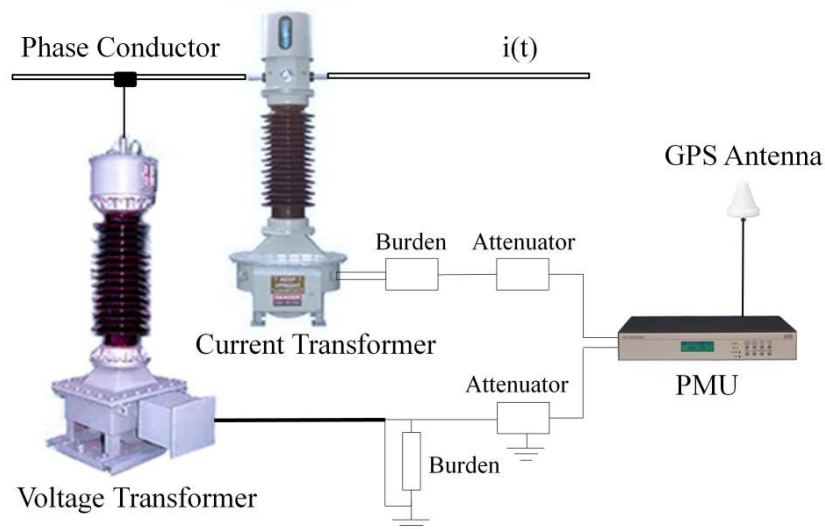 Phase Conductor
i(t)
GPS Antenna
Burden
Attenuator
Current Transformer
PMU
Attenuator
Burden
Voltage Transformer